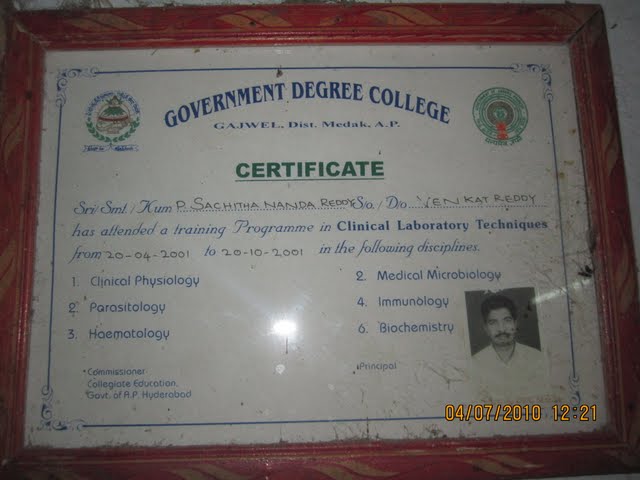 GOVERNMENT DEGREE COLLEGE
GAJWEL, Dist. Medak, A.P.
CERTIFICATE
Sri/ Smt. / Kum P. SACHITHA NANDA REDDY S/o. / D/o. VENKAT REDDY
has attended a training Programme in Clinical Laboratory Techniques
from 20-04-2001 to 20-10-2001 in the following disciplines.
1. Clinical Physiology
2. Medical Microbiology
2. Parasitology
4. Immunology
3. Haematology
6. Biochemistry
Commissioner
Collegiate Education,
Govt. of A.P. Hyderabad
Principal
04/07/2010 12:21